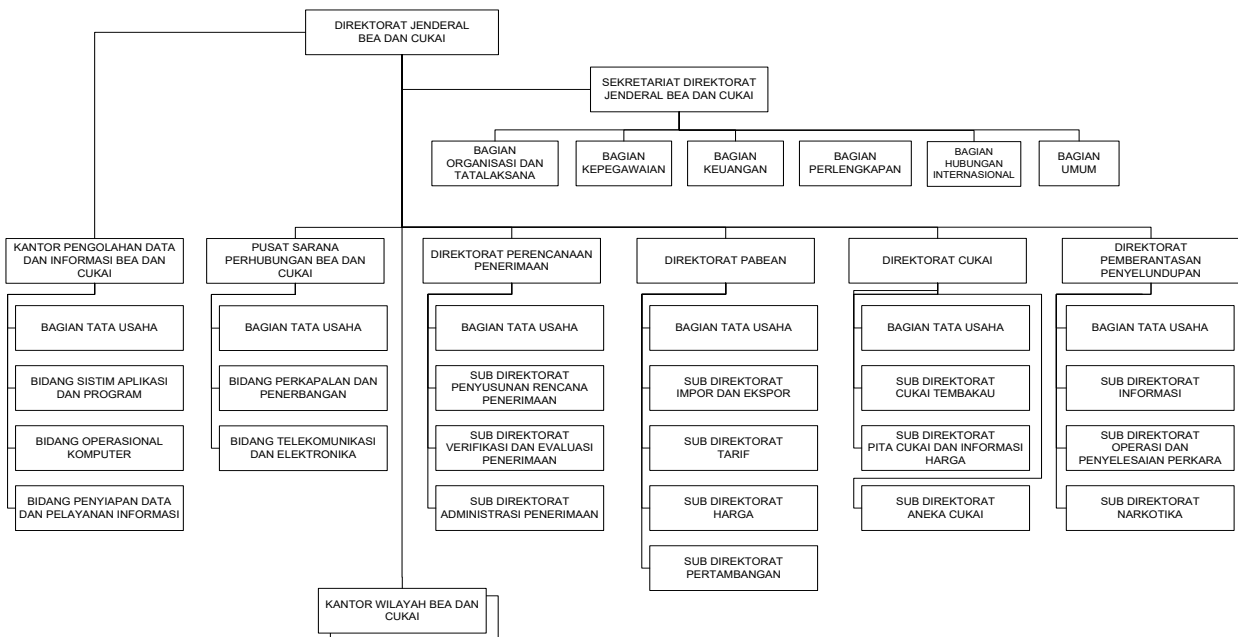 DIREKTORAT JENDERAL
BEA DAN CUKAI
SEKRETARIAT DIREKTORAT
JENDERAL BEA DAN CUKAI
BAGIAN
ORGANISASI DAN
TATALAKSANA
BAGIAN
KEPEGAWAIAN
BAGIAN
KEUANGAN
BAGIAN
PERLENGKAPAN
BAGIAN
HUBUNGAN
INTERNASIONAL
BAGIAN
UMUM
KANTOR PENGOLAHAN DATA
DAN INFORMASI BEA DAN
CUKAI
BAGIAN TATA USAHA
BIDANG SISTIM APLIKASI
DAN PROGRAM
BIDANG OPERASIONAL
KOMPUTER
BIDANG PENYIAPAN DATA
DAN PELAYANAN INFORMASI
PUSAT SARANA
PERHUBUNGAN BEA DAN
CUKAI
BAGIAN TATA USAHA
BIDANG PERKAPALAN DAN
PENERBANGAN
BIDANG TELEKOMUNIKASI
DAN ELEKTRONIKA
DIREKTORAT PERENCANAAN
PENERIMAAN
BAGIAN TATA USAHA
SUB DIREKTORAT
PENYUSUNAN RENCANA
PENERIMAAN
SUB DIREKTORAT
VERIFIKASI DAN EVALUASI
PENERIMAAN
SUB DIREKTORAT
ADMINISTRASI PENERIMAAN
DIREKTORAT PABEAN
BAGIAN TATA USAHA
SUB DIREKTORAT
IMPOR DAN EKSPOR
SUB DIREKTORAT
TARIF
SUB DIREKTORAT
HARGA
SUB DIREKTORAT
PERTAMBANGAN
DIREKTORAT CUKAI
BAGIAN TATA USAHA
SUB DIREKTORAT
CUKAI TEMBAKAU
SUB DIREKTORAT
PITA CUKAI DAN INFORMASI
HARGA
SUB DIREKTORAT
ANEKA CUKAI
DIREKTORAT
PEMBERANTASAN
PENYELUNDUPAN
BAGIAN TATA USAHA
SUB DIREKTORAT
INFORMASI
SUB DIREKTORAT
OPERASI DAN
PENYELESAIAN PERKARA
SUB DIREKTORAT
NARKOTIKA
KANTOR WILAYAH BEA DAN
CUKAI